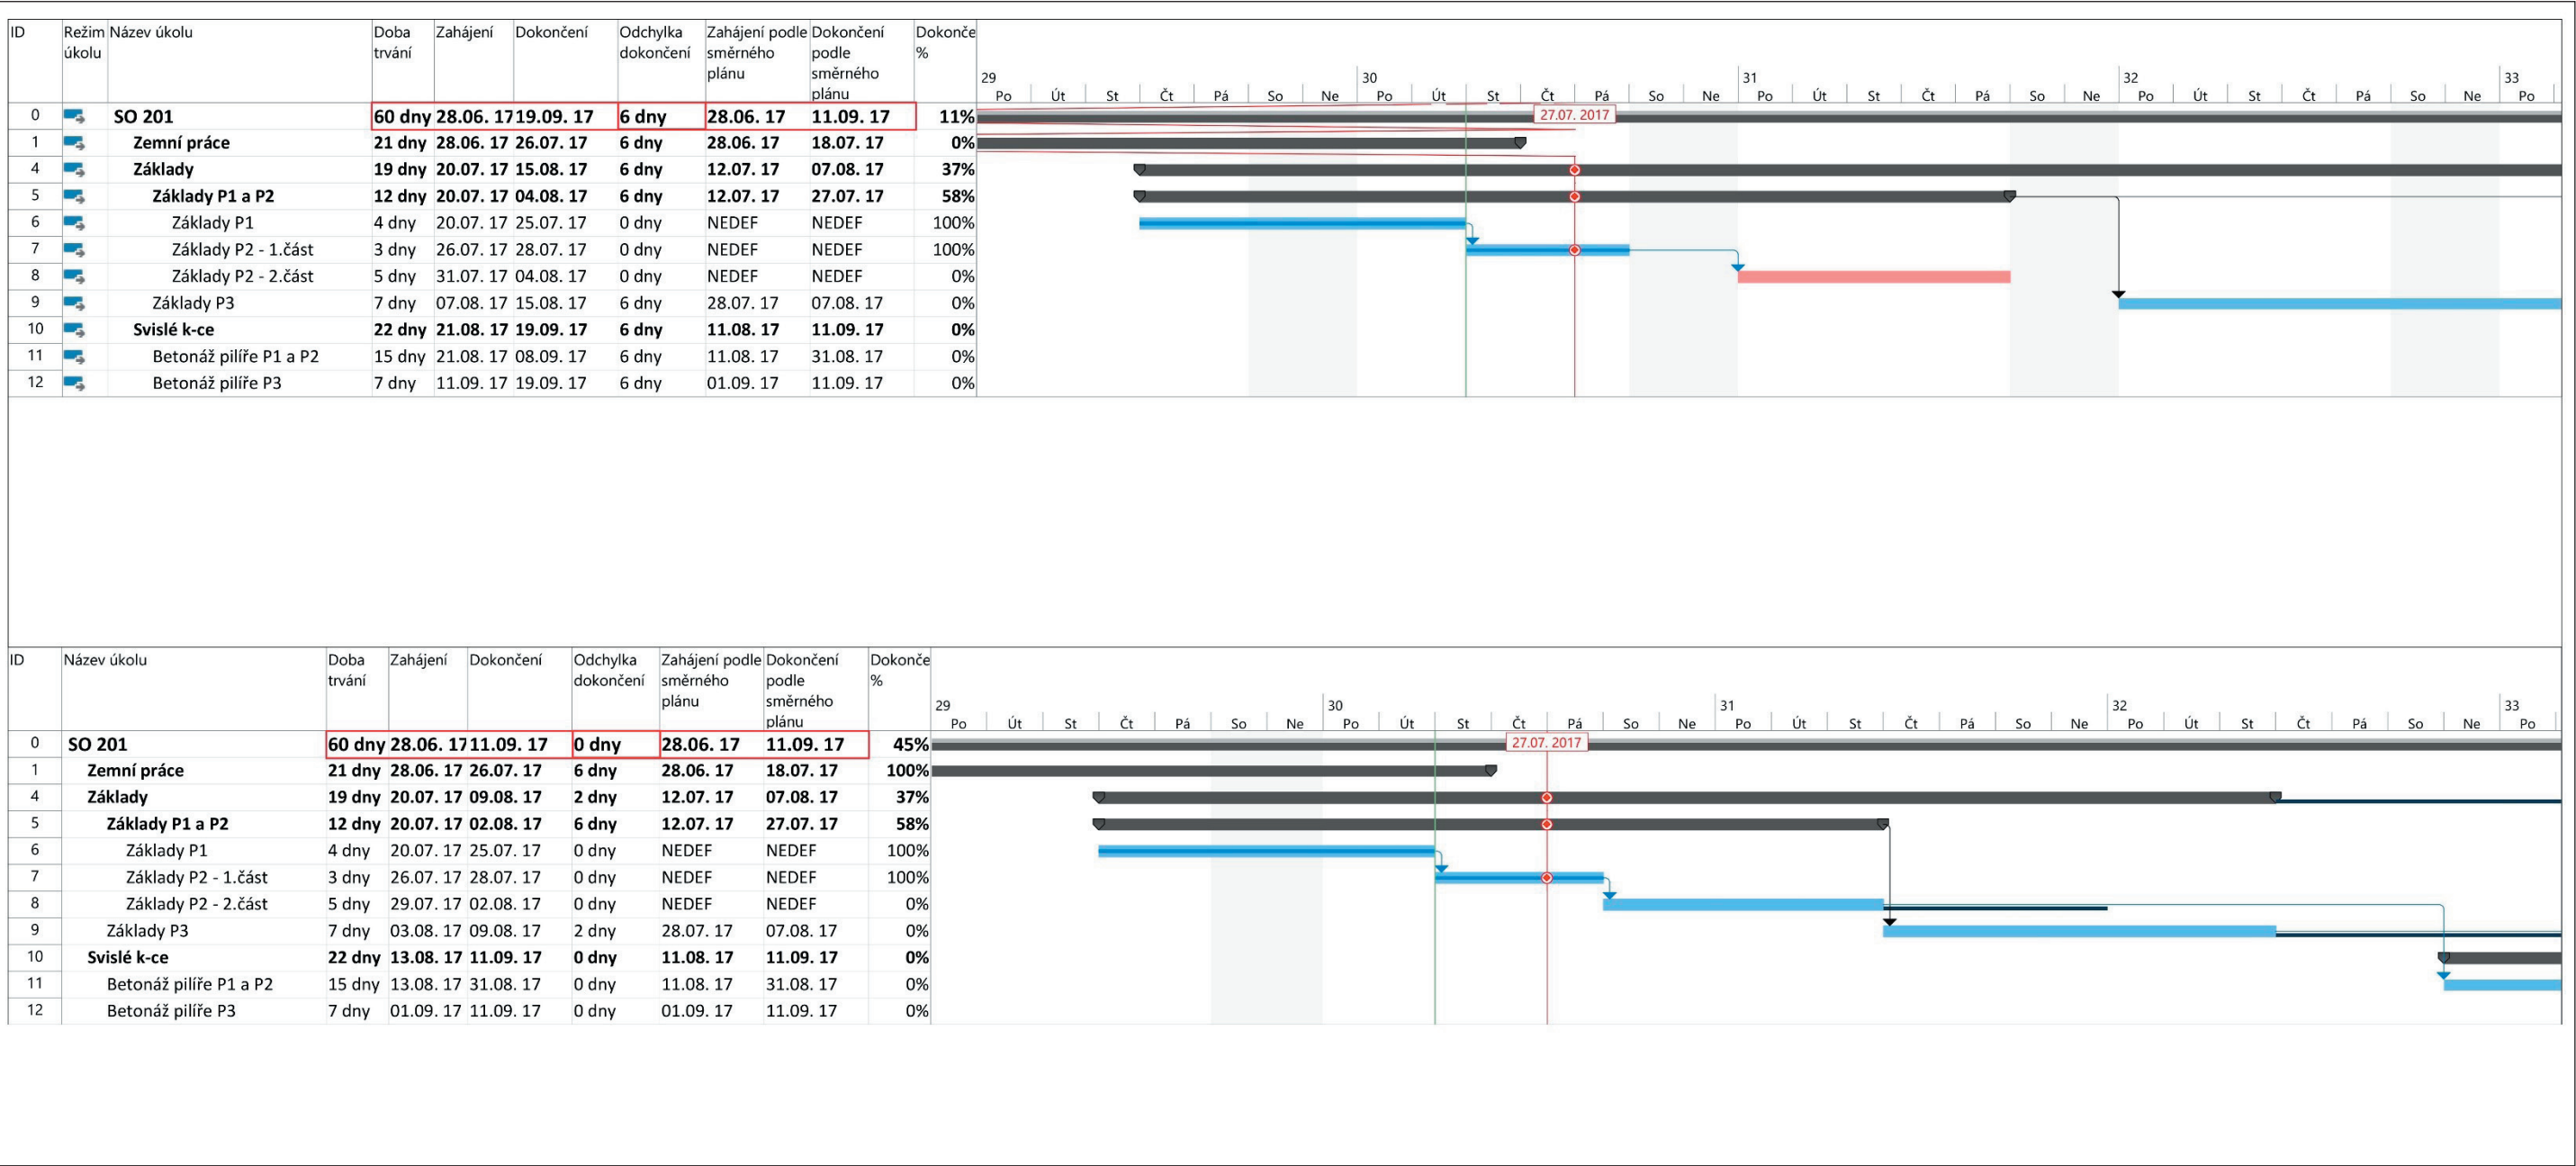 ID Režim úkolu Název úkolu Doba trvání Zahájení Dokončení Odchylka dokončení Zahájení podle směrného plánu Dokončení podle směrného plánu Dokonče %
29 30 31 32 33
Po Út St Čt Pá So Ne Po Út St Čt Pá So Ne Po Út St Čt Pá So Ne Po Út St Čt Pá So Ne Po
0 SO 201 60 dny 28.06. 17 19.09. 17 6 dny 28.06. 17 11.09. 17 11% 27.07. 2017
1 Zemní práce 21 dny 28.06. 17 26.07. 17 6 dny 28.06. 17 18.07. 17 0%
4 Základy 19 dny 20.07. 17 15.08. 17 6 dny 12.07. 17 07.08. 17 37%
5 Základy P1 a P2 12 dny 20.07. 17 04.08. 17 6 dny 12.07. 17 27.07. 17 58%
6 Základy P1 4 dny 20.07. 17 25.07. 17 0 dny NEDEF NEDEF 100%
7 Základy P2 - 1.část 3 dny 26.07. 17 28.07. 17 0 dny NEDEF NEDEF 100%
8 Základy P2 - 2.část 5 dny 31.07. 17 04.08. 17 0 dny NEDEF NEDEF 0%
9 Základy P3 7 dny 07.08. 17 15.08. 17 6 dny 28.07. 17 07.08. 17 0%
10 Svislé k-ce 22 dny 21.08. 17 19.09. 17 6 dny 11.08. 17 11.09. 17 0%
11 Betonáž pilíře P1 a P2 15 dny 21.08. 17 08.09. 17 6 dny 11.08. 17 31.08. 17 0%
12 Betonáž pilíře P3 7 dny 11.09. 17 19.09. 17 6 dny 01.09. 17 11.09. 17 0%
ID Název úkolu Doba trvání Zahájení Dokončení Odchylka dokončení Zahájení podle směrného plánu Dokončení podle směrného plánu Dokonče %
29 30 31 32 33
Po Út St Čt Pá So Ne Po Út St Čt Pá So Ne Po Út St Čt Pá So Ne Po Út St Čt Pá So Ne Po
0 SO 201 60 dny 28.06. 17 11.09. 17 0 dny 28.06. 17 11.09. 17 45% 27.07. 2017
1 Zemní práce 21 dny 28.06. 17 26.07. 17 6 dny 28.06. 17 18.07. 17 100%
4 Základy 19 dny 20.07. 17 09.08. 17 2 dny 12.07. 17 07.08. 17 37%
5 Základy P1 a P2 12 dny 20.07. 17 02.08. 17 6 dny 12.07. 17 27.07. 17 58%
6 Základy P1 4 dny 20.07. 17 25.07. 17 0 dny NEDEF NEDEF 100%
7 Základy P2 - 1.část 3 dny 26.07. 17 28.07. 17 0 dny NEDEF NEDEF 100%
8 Základy P2 - 2.část 5 dny 29.07. 17 02.08. 17 0 dny NEDEF NEDEF 0%
9 Základy P3 7 dny 03.08. 17 09.08. 17 2 dny 28.07. 17 07.08. 17 0%
10 Svislé k-ce 22 dny 13.08. 17 11.09. 17 0 dny 11.08. 17 11.09. 17 0%
11 Betonáž pilíře P1 a P2 15 dny 13.08. 17 31.08. 17 0 dny 11.08. 17 31.08. 17 0%
12 Betonáž pilíře P3 7 dny 01.09. 17 11.09. 17 0 dny 01.09. 17 11.09. 17 0%